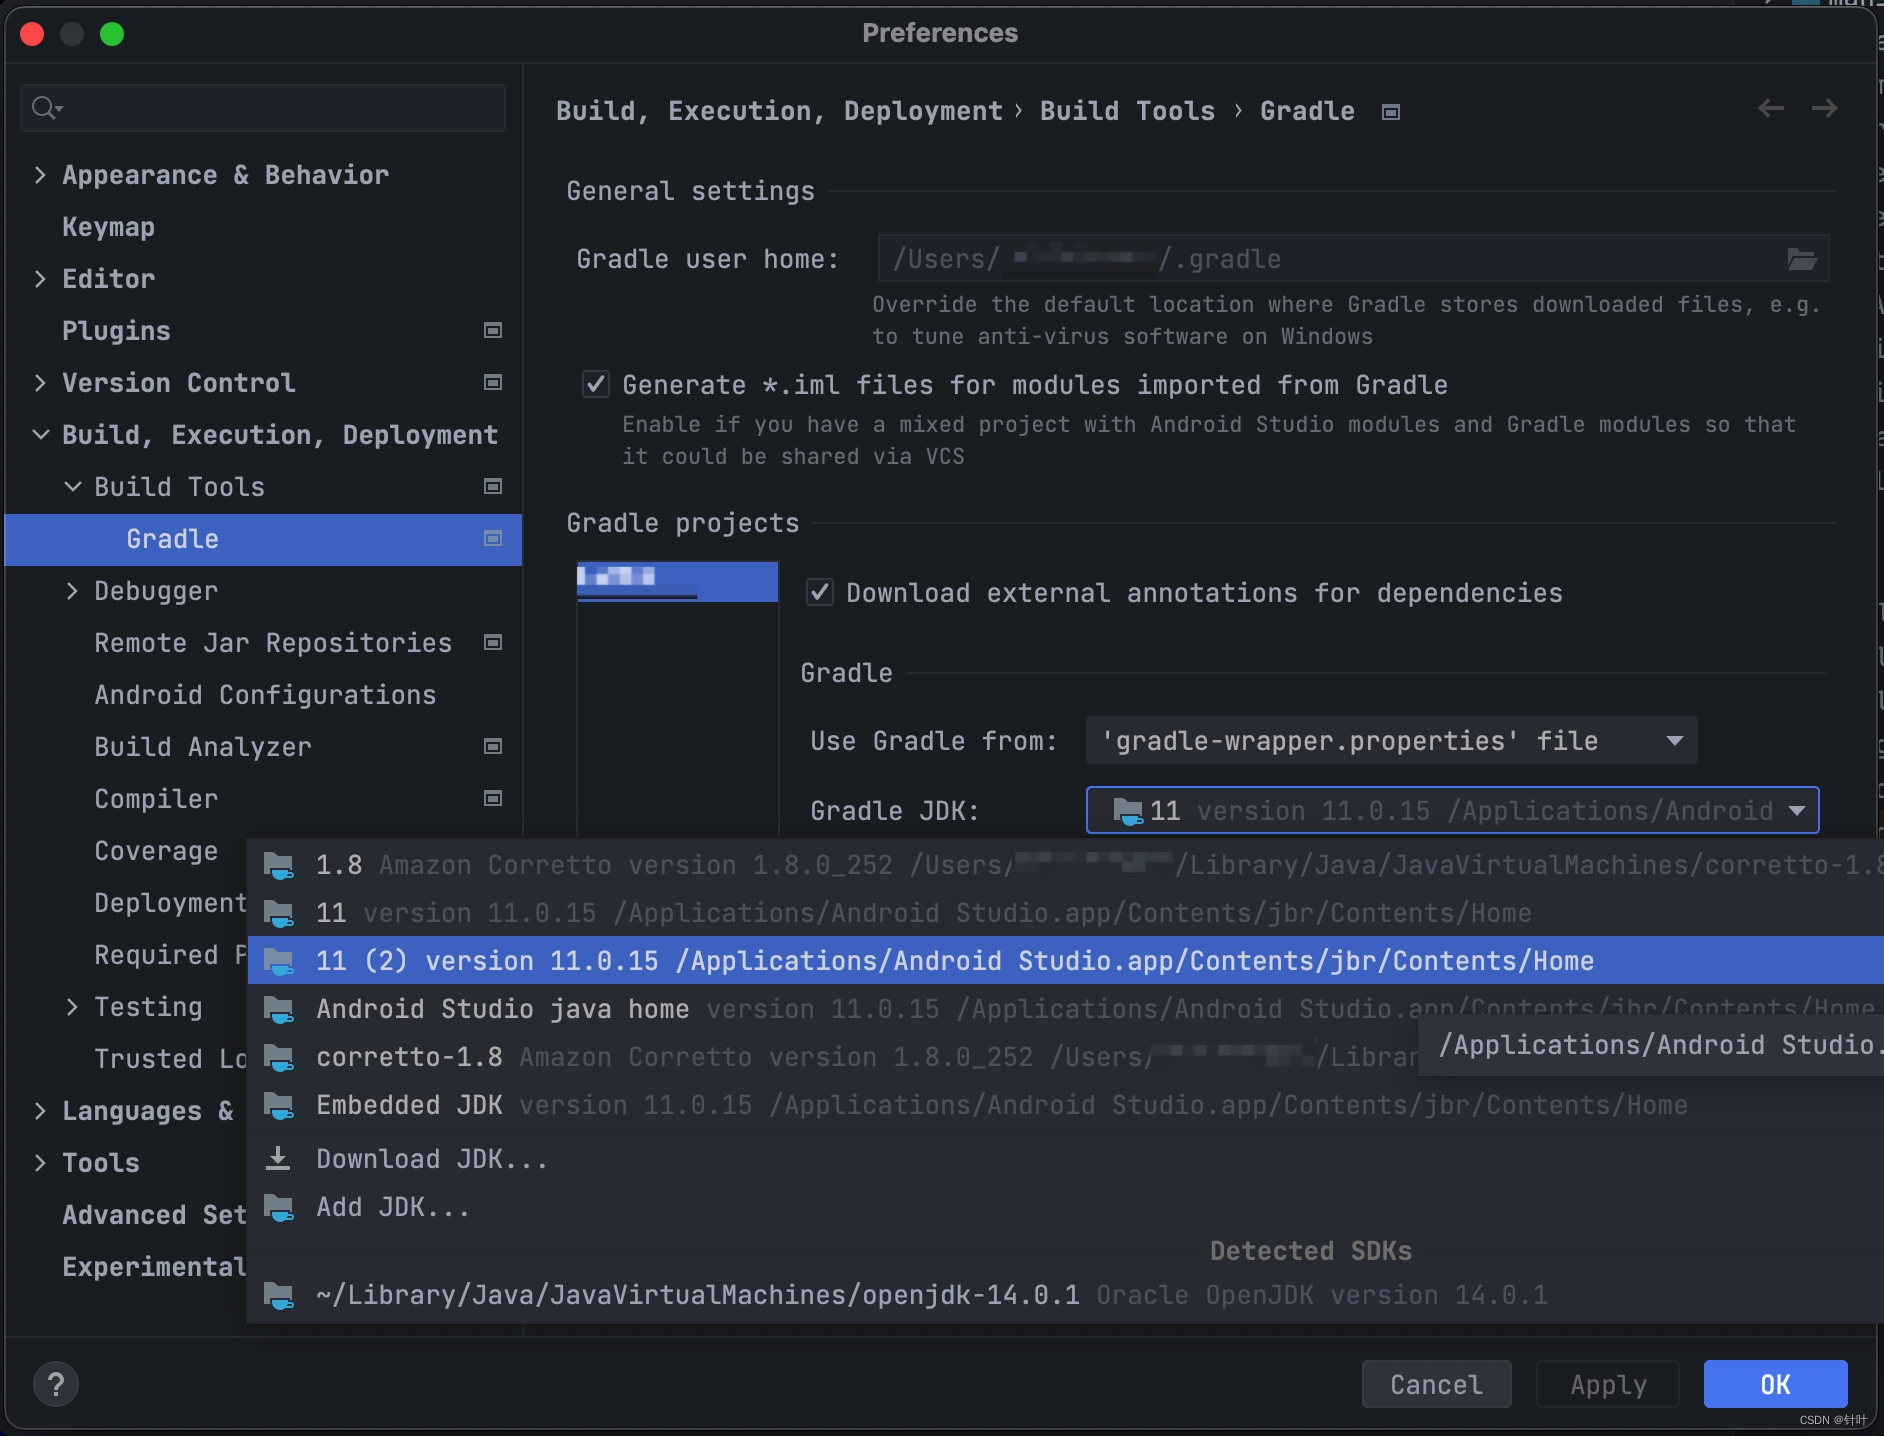 Preferences
Build, Execution, Deployment › Build Tools › Gradle
Appearance & Behavior
Keymap
Editor
Plugins
Version Control
Build, Execution, Deployment
Build Tools
Gradle
Debugger
Remote Jar Repositories
Android Configurations
Build Analyzer
Compiler
Coverage
Deployment
Required
Testing
Trusted
Languages &
Tools
Advanced Set
Experimental
General settings
Gradle user home: /Users/ /.gradle
Override the default location where Gradle stores downloaded files, e.g.
to tune anti-virus software on Windows
Generate *.iml files for modules imported from Gradle
Enable if you have a mixed project with Android Studio modules and Gradle modules so that
it could be shared via VCS
Gradle projects
Download external annotations for dependencies
Gradle
Use Gradle from: 'gradle-wrapper.properties' file
Gradle JDK: 11 version 11.0.15 /Applications/Android
1.8 Amazon Corretto version 1.8.0_252 /Users/ /Library/Java/JavaVirtualMachines/corretto-1.8
11 version 11.0.15 /Applications/Android Studio.app/Contents/jbr/Contents/Home
11 (2) version 11.0.15 /Applications/Android Studio.app/Contents/jbr/Contents/Home
Android Studio java home version 11.0.15 /Applications/Android Studio.app/Contents/jbr/Contents/Home
/Applications/Android Studio.
corretto-1.8 Amazon Corretto version 1.8.0_252 /Users/ /Librar
Embedded JDK version 11.0.15 /Applications/Android Studio.app/Contents/jbr/Contents/Home
Download JDK...
Add JDK...
Detected SDKs
~/Library/Java/JavaVirtualMachines/openjdk-14.0.1 Oracle OpenJDK version 14.0.1
?
Cancel
Apply
OK
CSDN @针叶